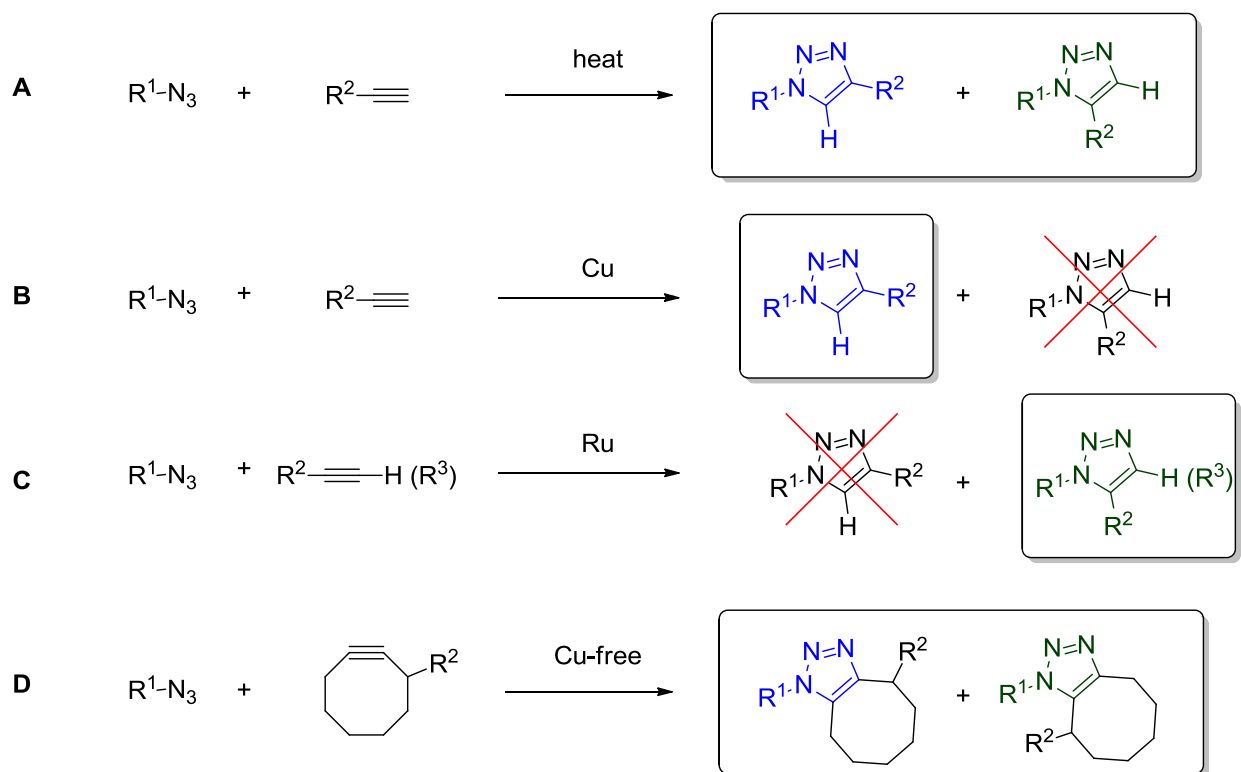 heat
A R¹-N₃ + R² N=N N R¹ R² H + N=N N R¹ H R²
Cu
B R¹-N₃ + R² N=N N R¹ R² H + N=N N R¹ H R²
Ru
C R¹-N₃ + R² H (R³) N=N N R¹ R² H + N=N N R¹ H (R³) R²
Cu-free
D R¹-N₃ + R² N=N N R¹ R² + N=N N R¹ R²